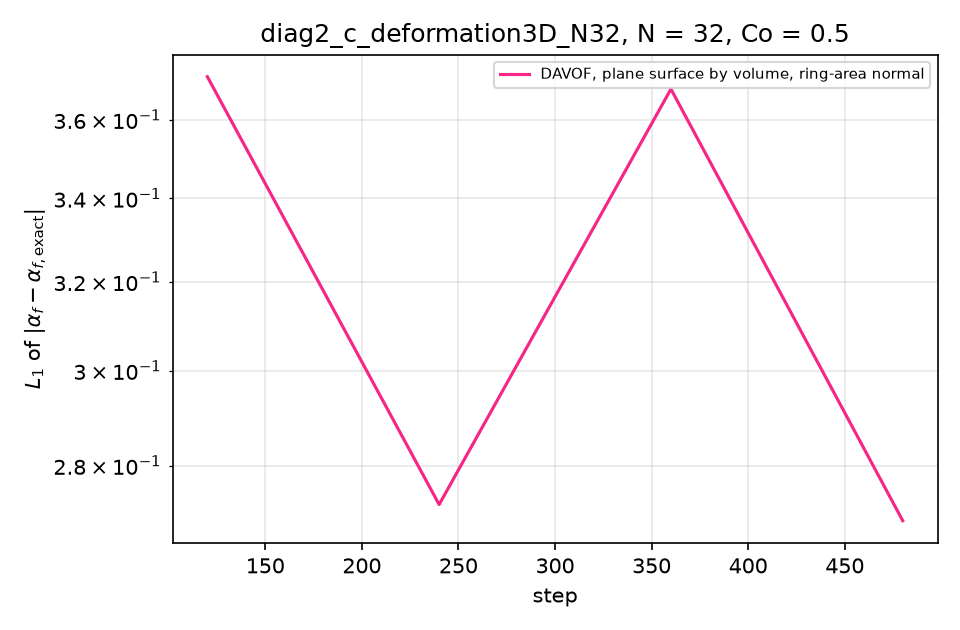 diag2_c_deformation3D_N32, N = 32, Co = 0.5
DAVOF, plane surface by volume, ring-area normal
3.6 × 10⁻¹
3.4 × 10⁻¹
3.2 × 10⁻¹
3 × 10⁻¹
2.8 × 10⁻¹
L₁ of |α_f − α_{f,exact}|
150 200 250 300 350 400 450
step